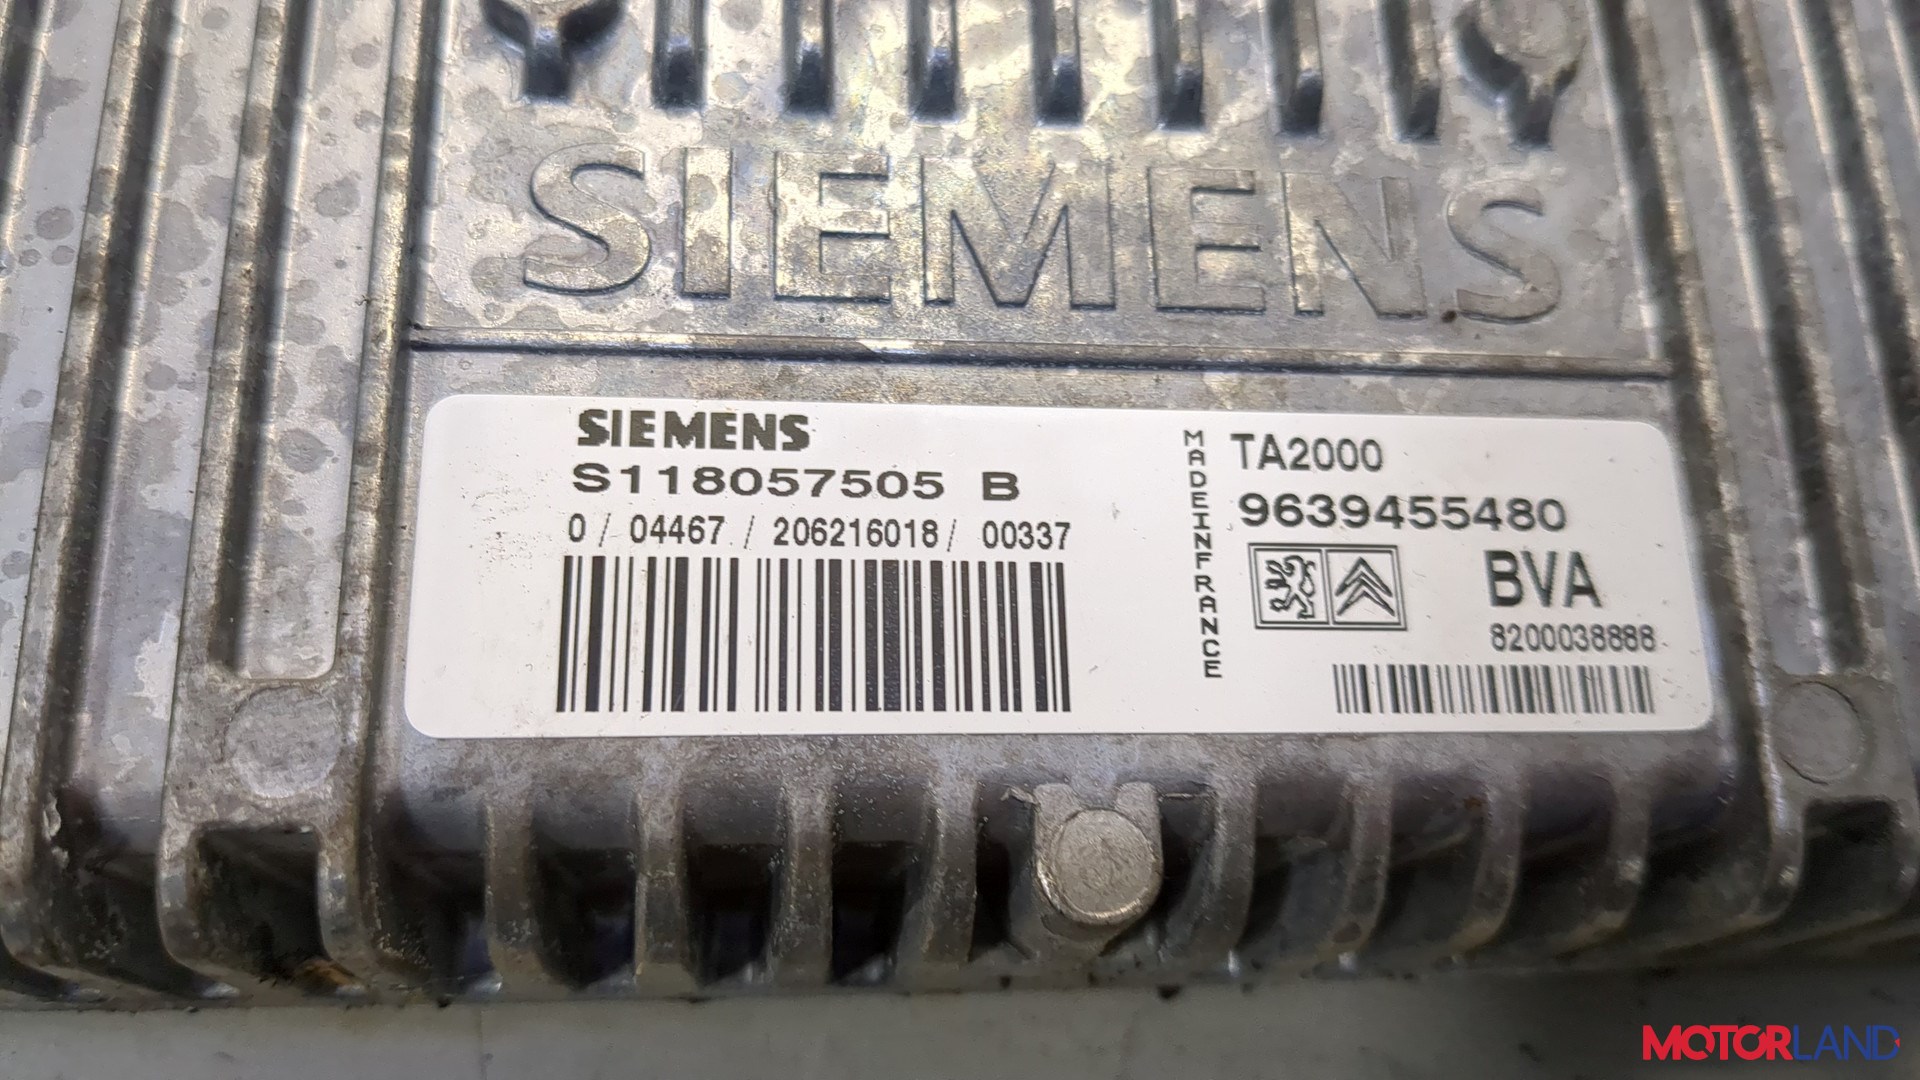 SIEMENS
SIEMENS
S118057505 B
0 / 04467 / 206216018 / 00337
MADEINFRANCE
TA2000
9639455480
BVA
8200038888
MOTORLAND